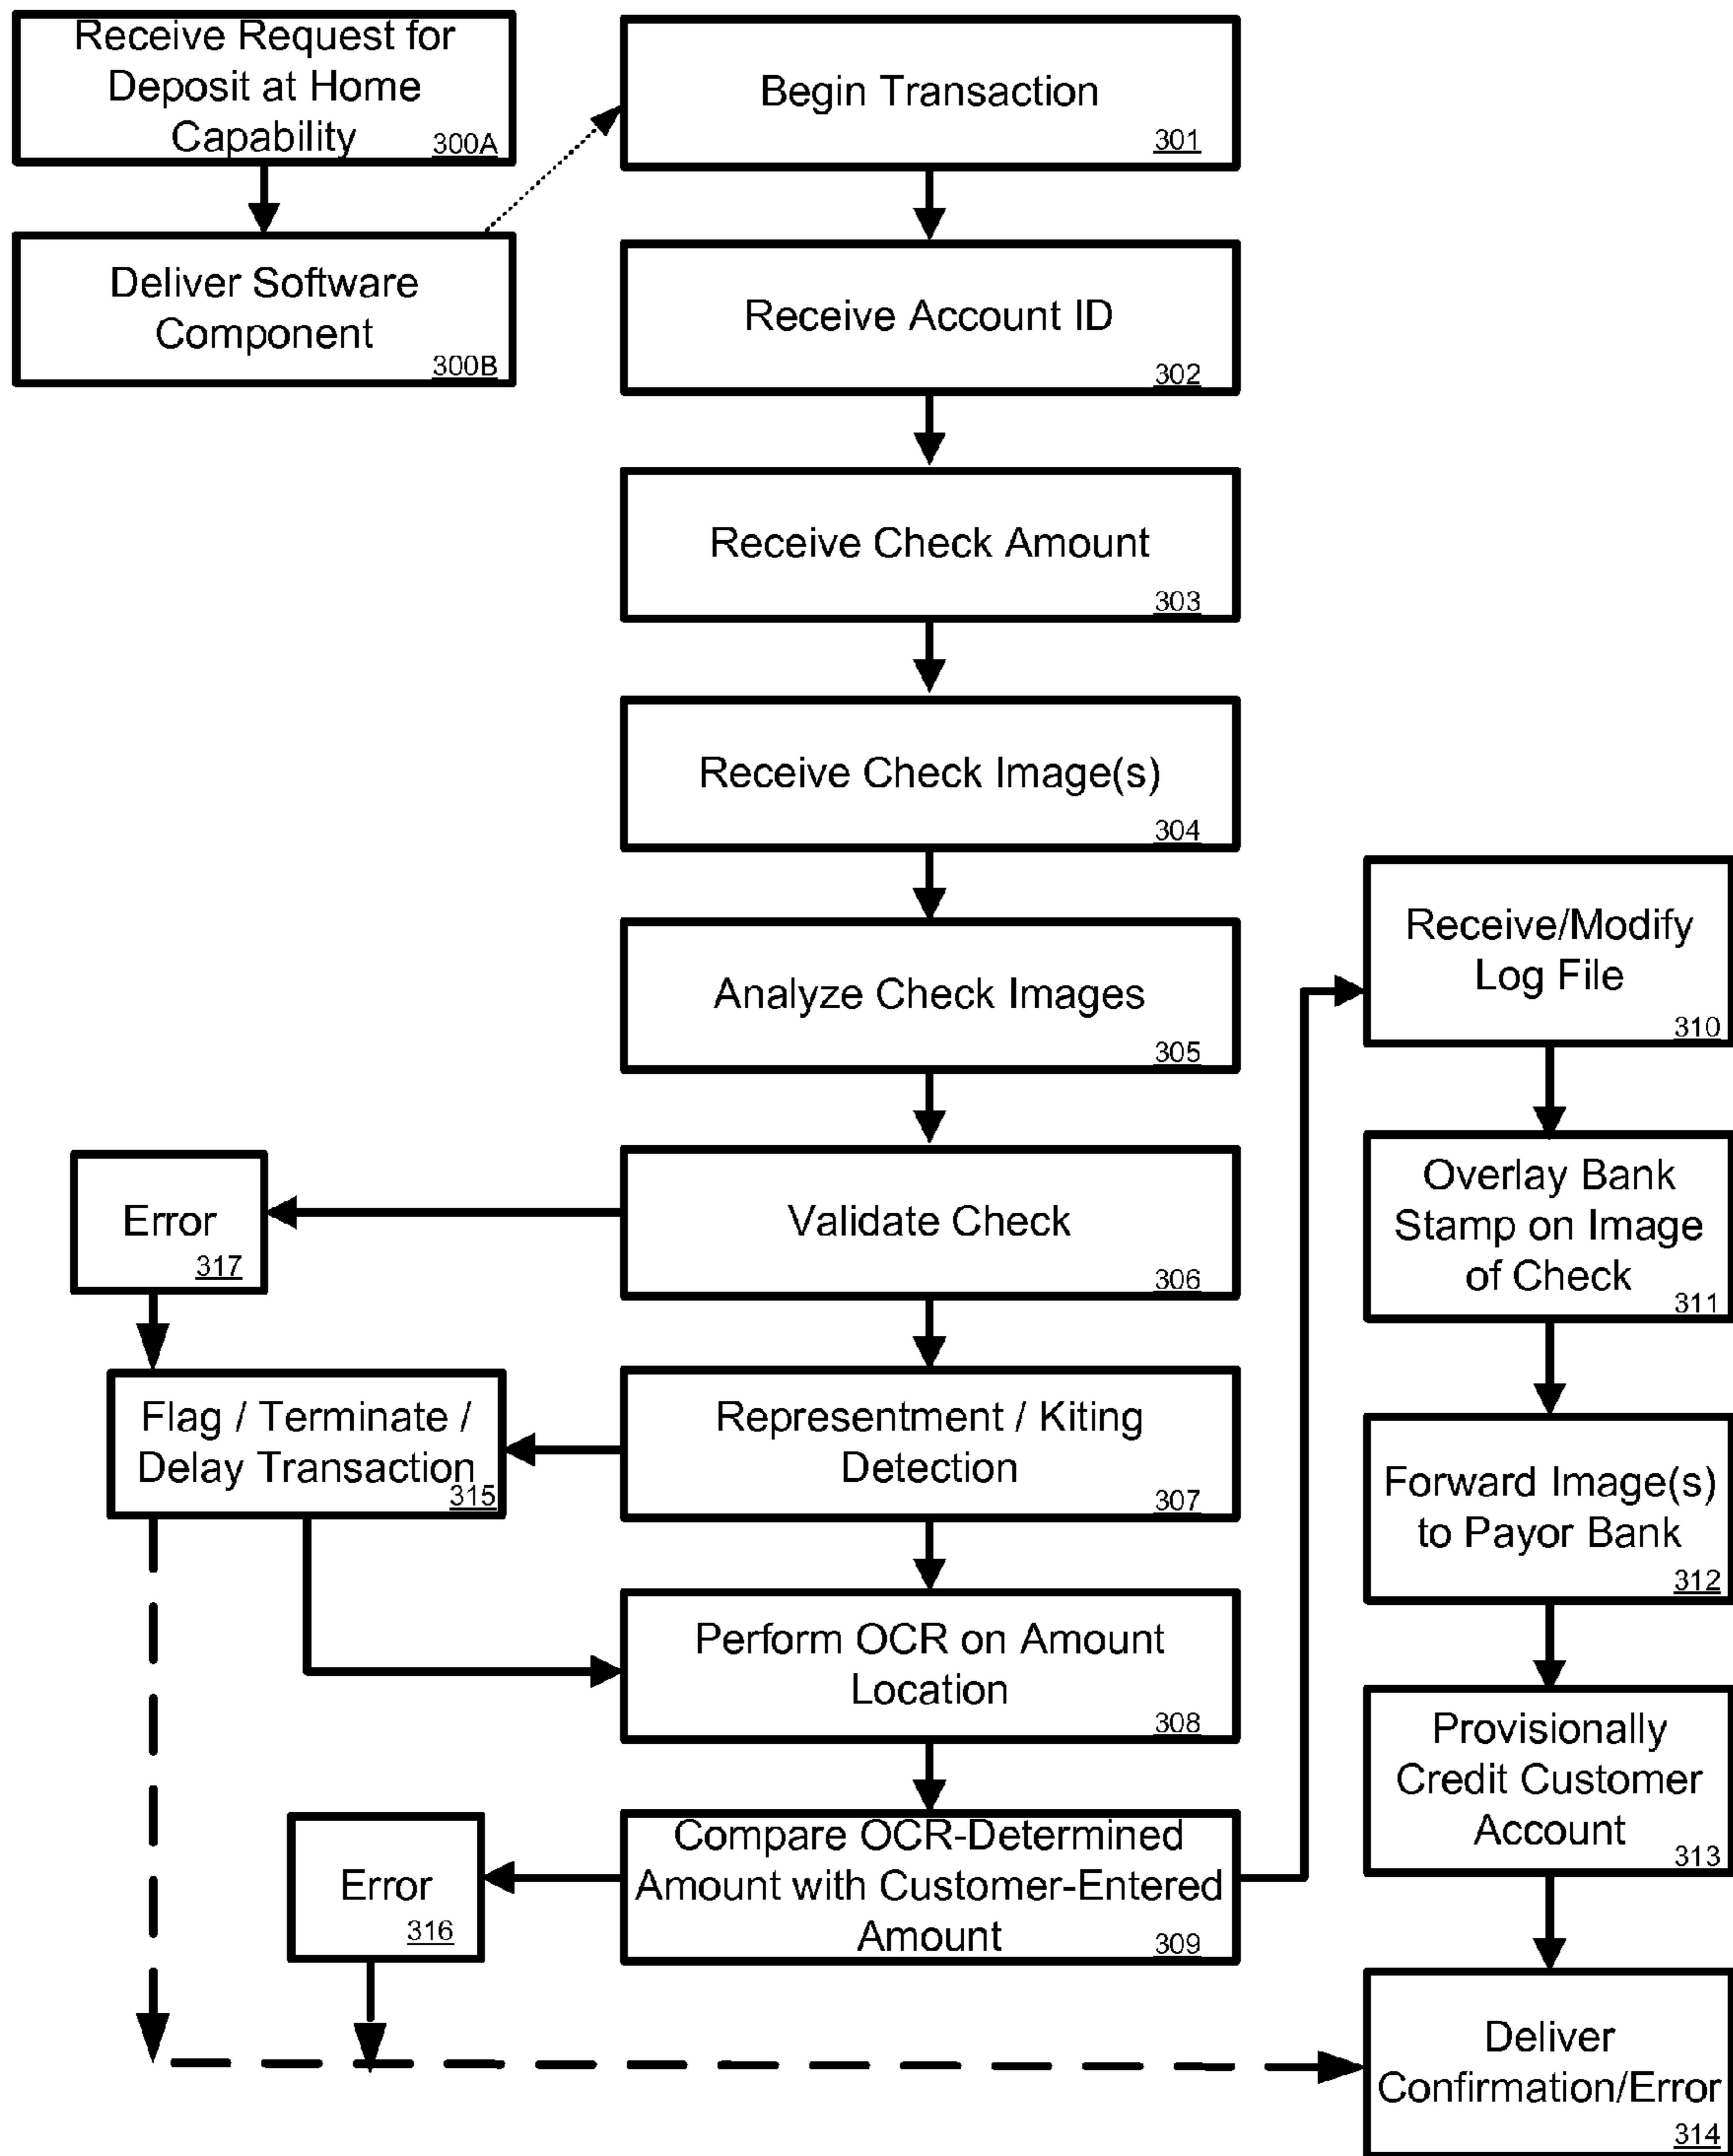 Receive Request for
Deposit at Home
Capability
300A
Deliver Software
Component
300B
Begin Transaction
301
Receive Account ID
302
Receive Check Amount
303
Receive Check Image(s)
304
Analyze Check Images
305
Validate Check
306
Error
317
Representment / Kiting
Detection
307
Flag / Terminate /
Delay Transaction
315
Perform OCR on Amount
Location
308
Compare OCR-Determined
Amount with Customer-Entered
Amount
309
Error
316
Receive/Modify
Log File
310
Overlay Bank
Stamp on Image
of Check
311
Forward Image(s)
to Payor Bank
312
Provisionally
Credit Customer
Account
313
Deliver
Confirmation/Error
314